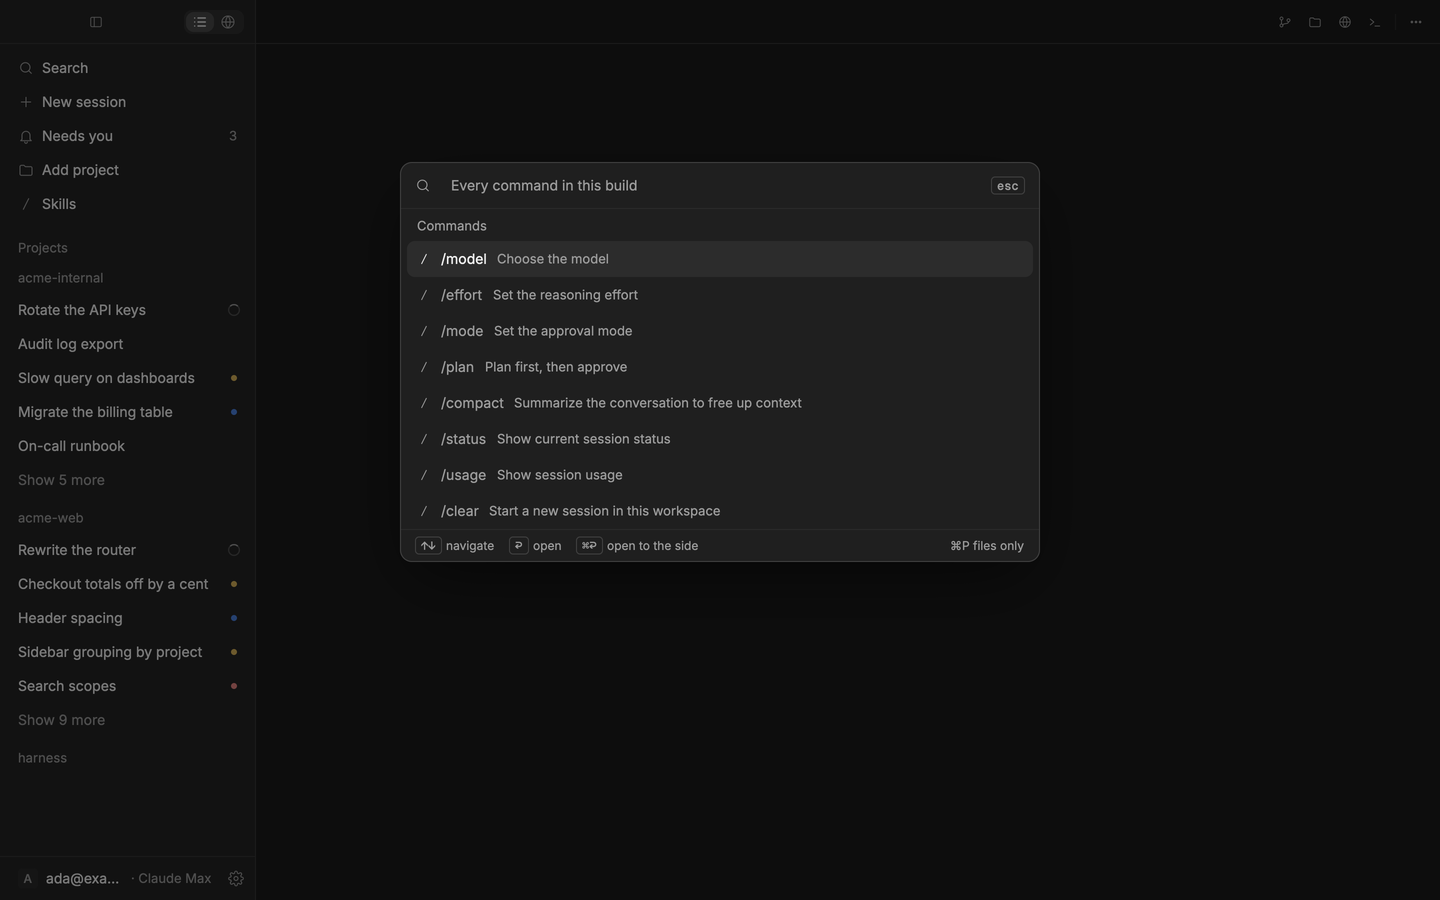 Search
New session
Needs you 3
Add project
/ Skills
Projects
acme-internal
Rotate the API keys
Audit log export
Slow query on dashboards
Migrate the billing table
On-call runbook
Show 5 more
acme-web
Rewrite the router
Checkout totals off by a cent
Header spacing
Sidebar grouping by project
Search scopes
Show 9 more
harness
A ada@exa... · Claude Max
Every command in this build esc
Commands
/ /model Choose the model
/ /effort Set the reasoning effort
/ /mode Set the approval mode
/ /plan Plan first, then approve
/ /compact Summarize the conversation to free up context
/ /status Show current session status
/ /usage Show session usage
/ /clear Start a new session in this workspace
navigate open ⌘ open to the side ⌘P files only